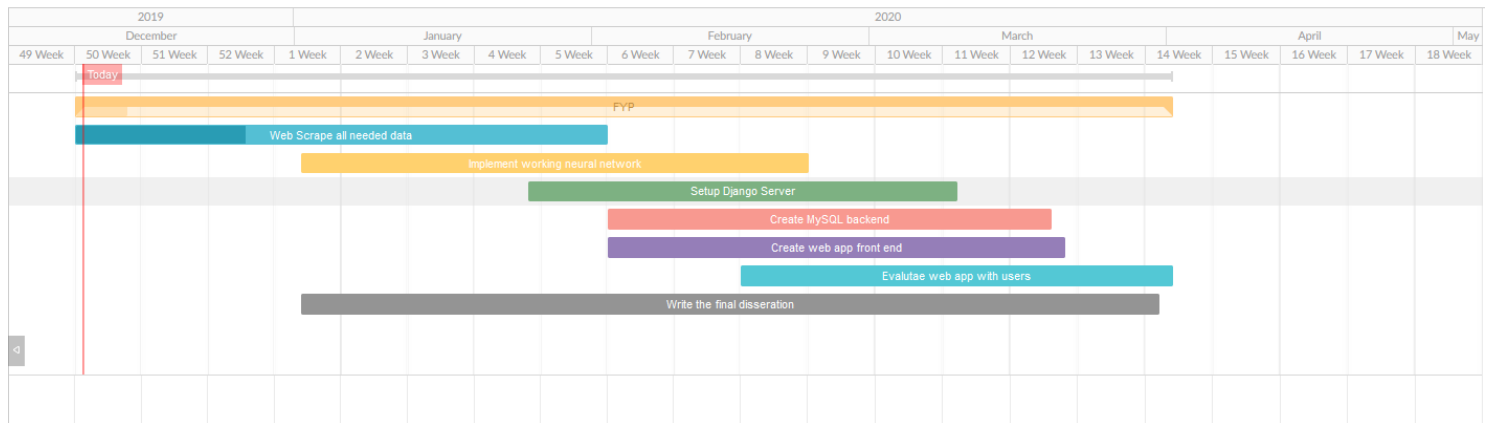 2019 2020
December January February March April May
49 Week 50 Week 51 Week 52 Week 1 Week 2 Week 3 Week 4 Week 5 Week 6 Week 7 Week 8 Week 9 Week 10 Week 11 Week 12 Week 13 Week 14 Week 15 Week 16 Week 17 Week 18 Week
Today
FYP
Web Scrape all needed data
Implement working neural network
Setup Django Server
Create MySQL backend
Create web app front end
Evalutae web app with users
Write the final disseration